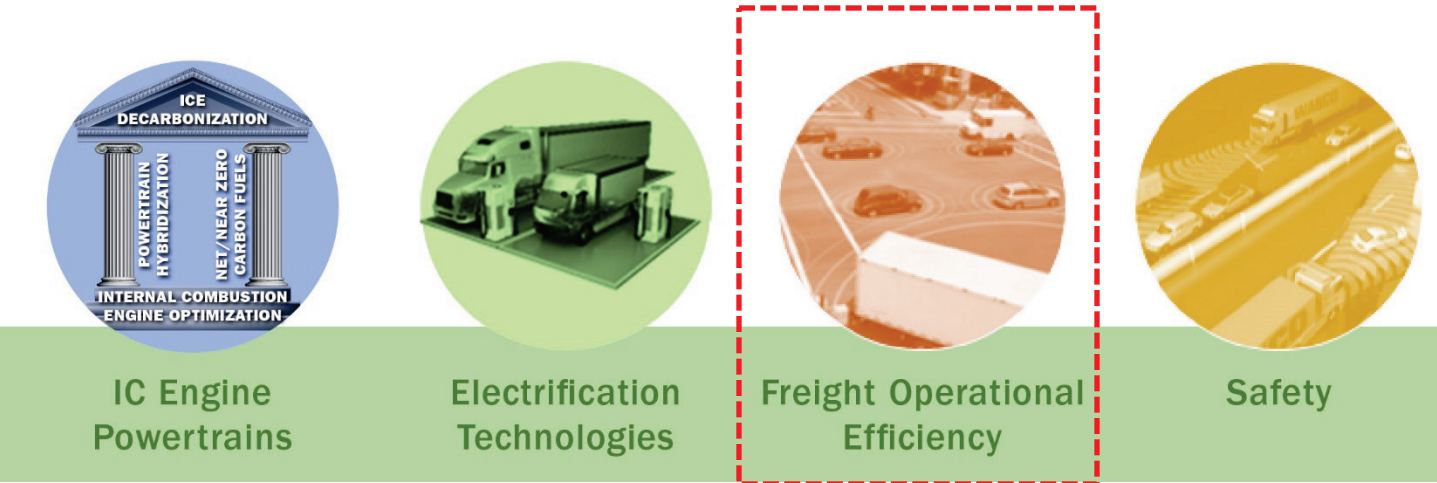 ICE
DECARBONIZATION
POWERTRAIN
HYBRIDIZATION
NET/NEAR ZERO
CARBON FUELS
INTERNAL COMBUSTION
ENGINE OPTIMIZATION
WABCO
IC Engine
Powertrains
Electrification
Technologies
Freight Operational
Efficiency
Safety